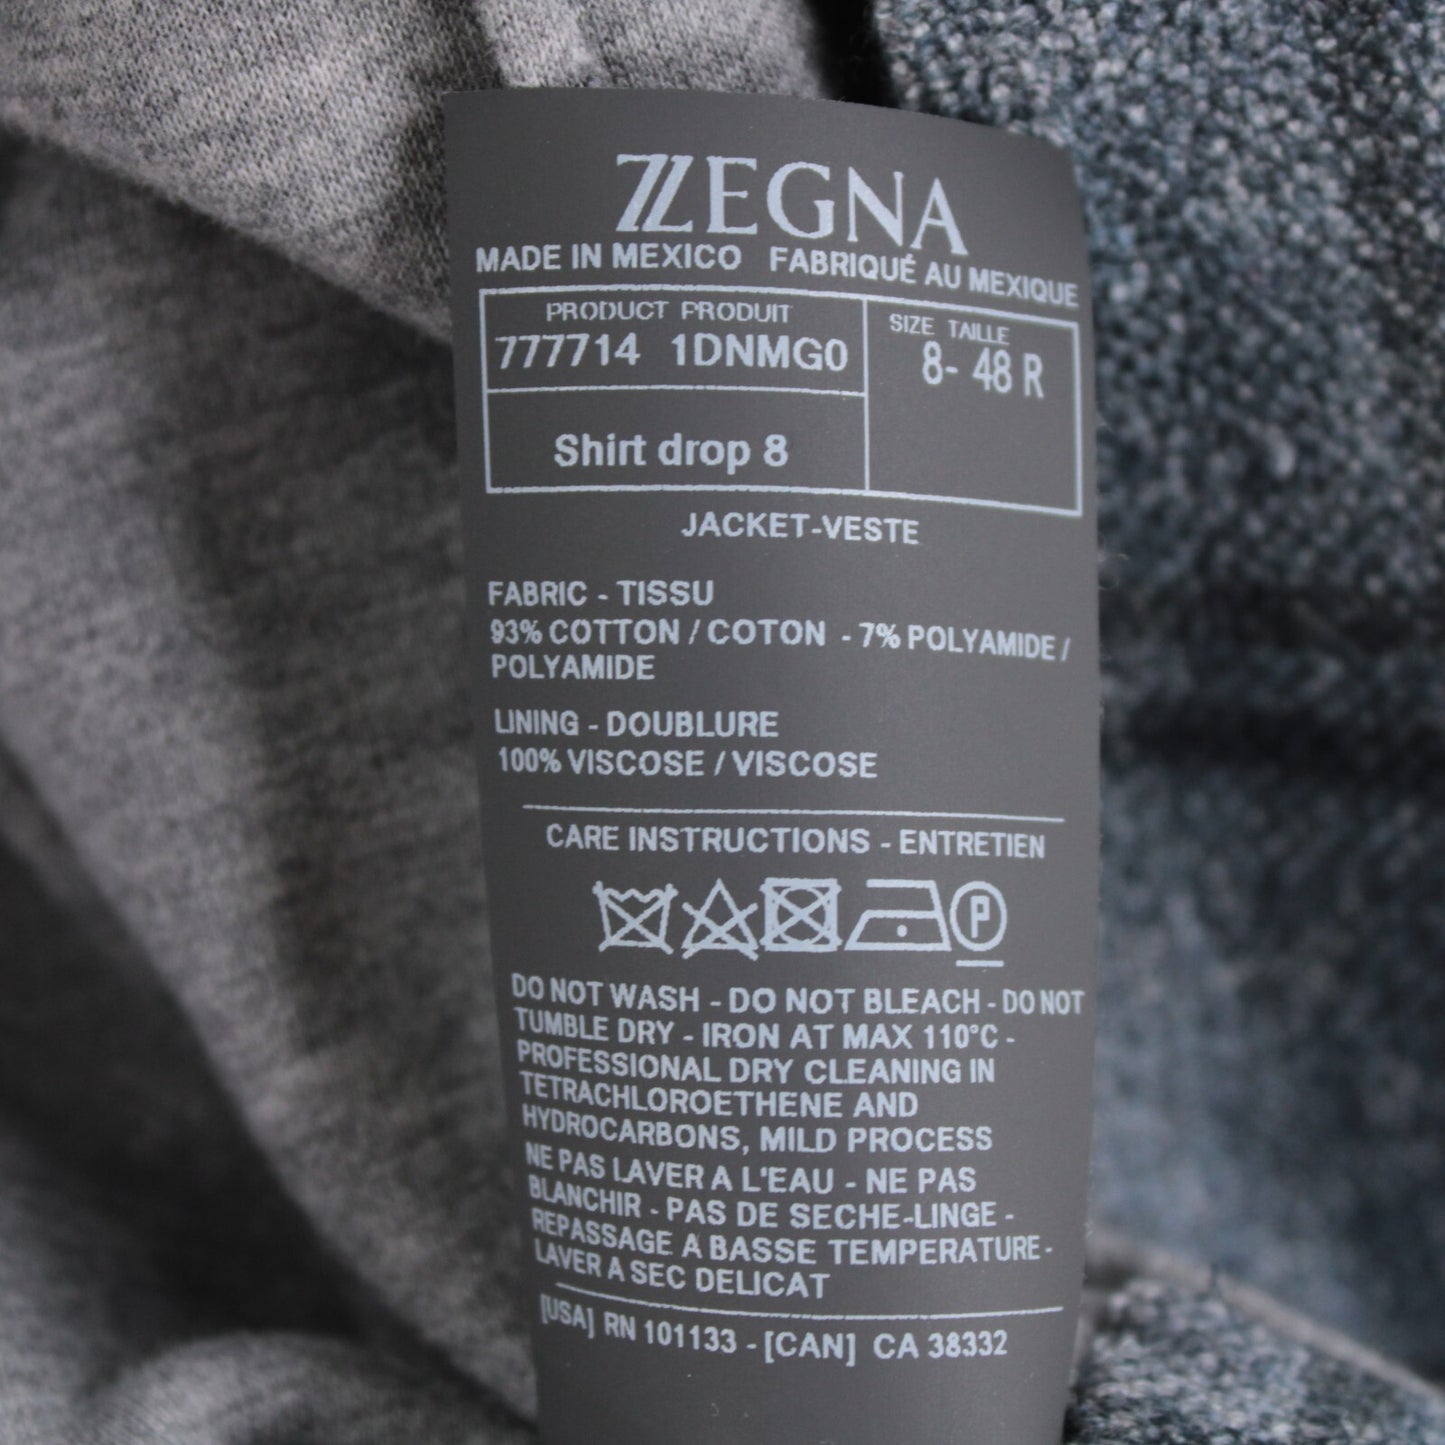 ZZEGNA
MADE IN MEXICO FABRIQUÉ AU MEXIQUE
PRODUCT PRODUIT
777714 1DNMG0
SIZE TAILLE
8- 48 R
Shirt drop 8
JACKET-VESTE
FABRIC - TISSU
93% COTTON / COTON - 7% POLYAMIDE /
POLYAMIDE
LINING - DOUBLURE
100% VISCOSE / VISCOSE
CARE INSTRUCTIONS - ENTRETIEN
P
DO NOT WASH - DO NOT BLEACH - DO NOT
TUMBLE DRY - IRON AT MAX 110°C -
PROFESSIONAL DRY CLEANING IN
TETRACHLOROETHENE AND
HYDROCARBONS, MILD PROCESS
NE PAS LAVER A L'EAU - NE PAS
BLANCHIR - PAS DE SECHE-LINGE -
REPASSAGE A BASSE TEMPERATURE -
LAVER A SEC DELICAT
[USA] RN 101133 - [CAN] CA 38332